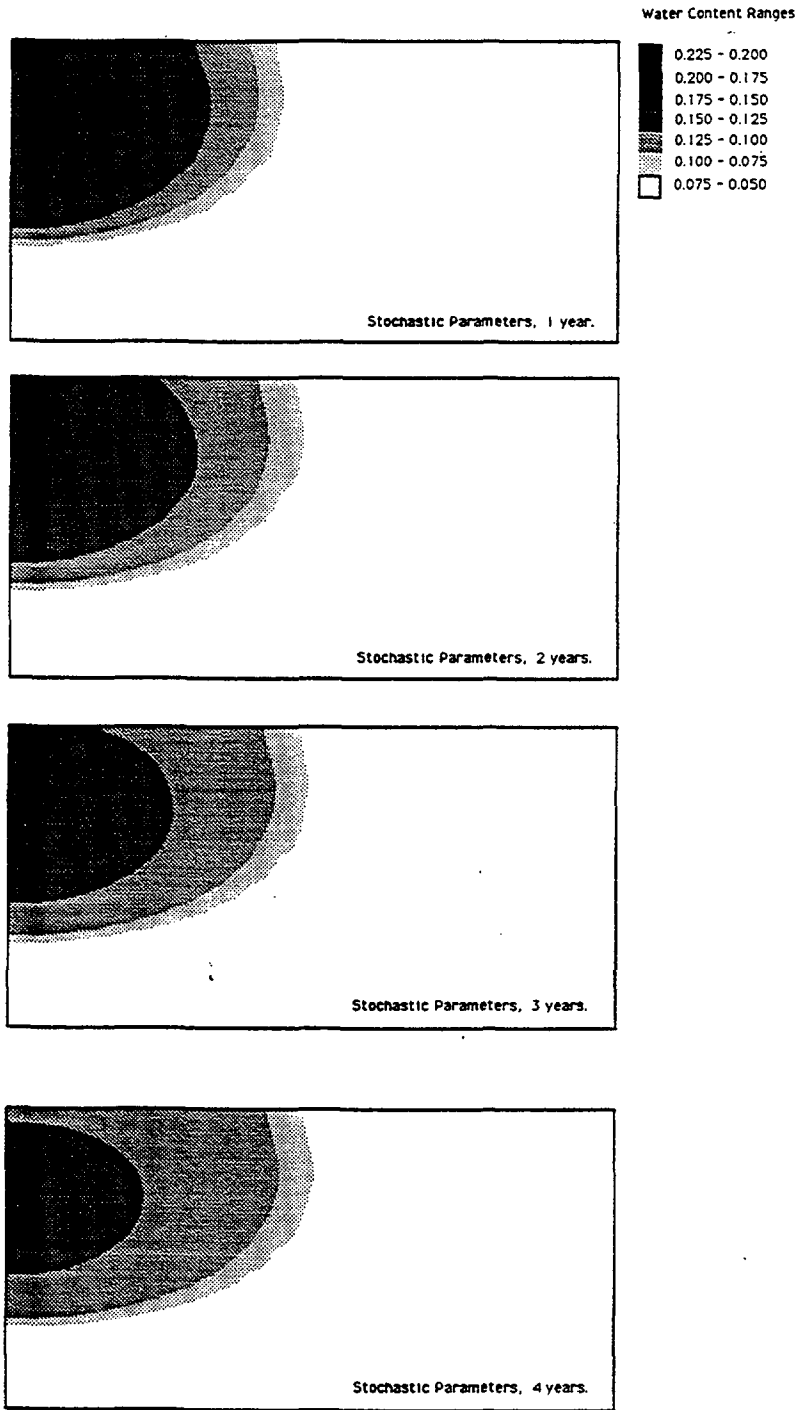 Water Content Ranges
0.225 - 0.200
0.200 - 0.175
0.175 - 0.150
0.150 - 0.125
0.125 - 0.100
0.100 - 0.075
0.075 - 0.050
Stochastic Parameters, 1 year.
Stochastic Parameters, 2 years.
Stochastic Parameters, 3 years.
Stochastic Parameters, 4 years.